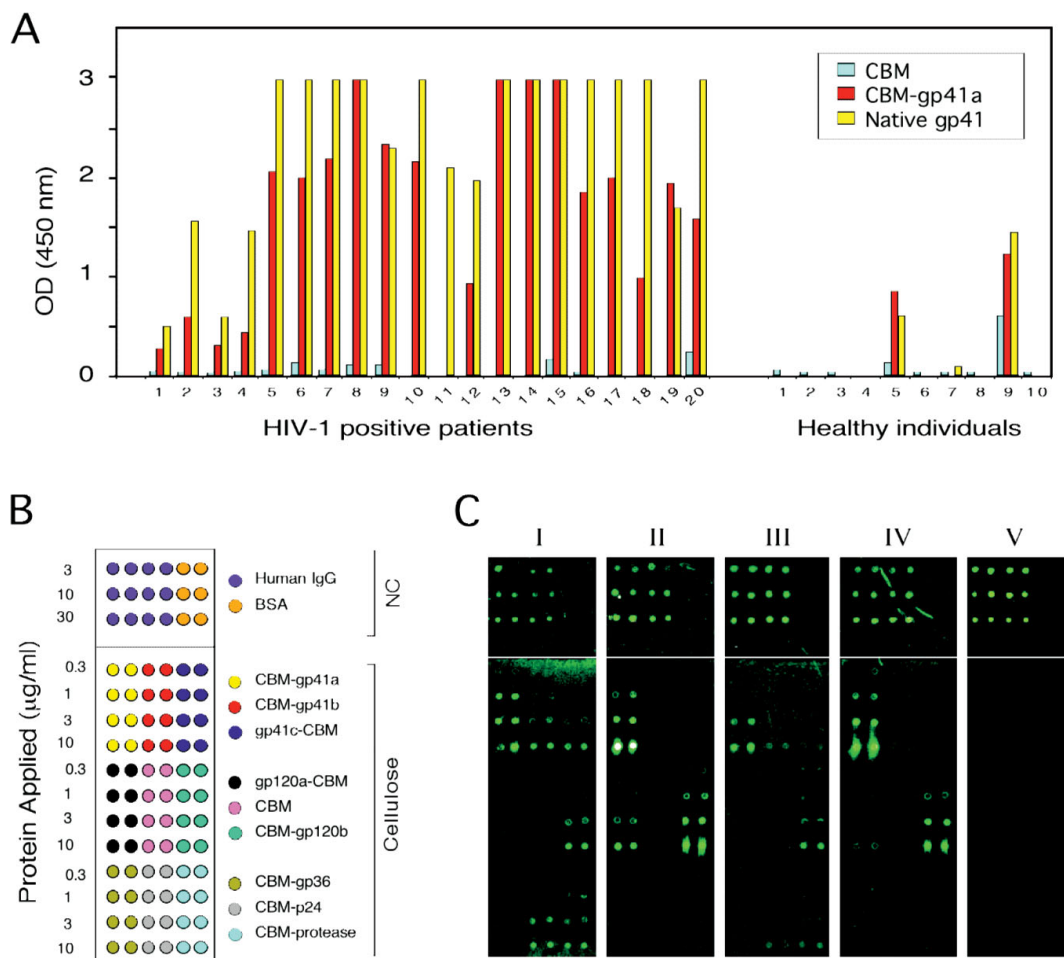 A
3
2
1
0
OD (450 nm)
CBM
CBM-gp41a
Native gp41
1 2 3 4 5 6 7 8 9 10 11 12 13 14 15 16 17 18 19 20
1 2 3 4 5 6 7 8 9 10
HIV-1 positive patients
Healthy individuals
B
Protein Applied (μg/ml)
3
10
30
0.3
1
3
10
0.3
1
3
10
0.3
1
3
10
Human IgG
BSA
CBM-gp41a
CBM-gp41b
gp41c-CBM
gp120a-CBM
CBM
CBM-gp120b
CBM-gp36
CBM-p24
CBM-protease
NC
Cellulose
C
I II III IV V